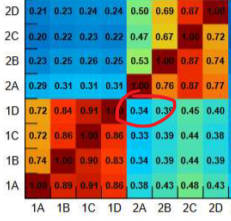 2D 0.21 0.23 0.24 0.24 0.50 0.69 0.87 1.00
2C 0.20 0.22 0.23 0.22 0.47 0.67 1.00 0.72
2B 0.23 0.25 0.26 0.25 0.53 1.00 0.87 0.74
2A 0.29 0.31 0.31 0.31 1.00 0.76 0.87 0.77
1D 0.72 0.84 0.91 0.34 0.39 0.45 0.40
1C 0.72 0.86 1.00 0.86 0.33 0.39 0.44 0.38
1B 0.74 1.00 0.90 0.83 0.34 0.39 0.44 0.39
1A 1.00 0.89 0.91 0.86 0.38 0.43 0.48 0.43
1A 1B 1C 1D 2A 2B 2C 2D